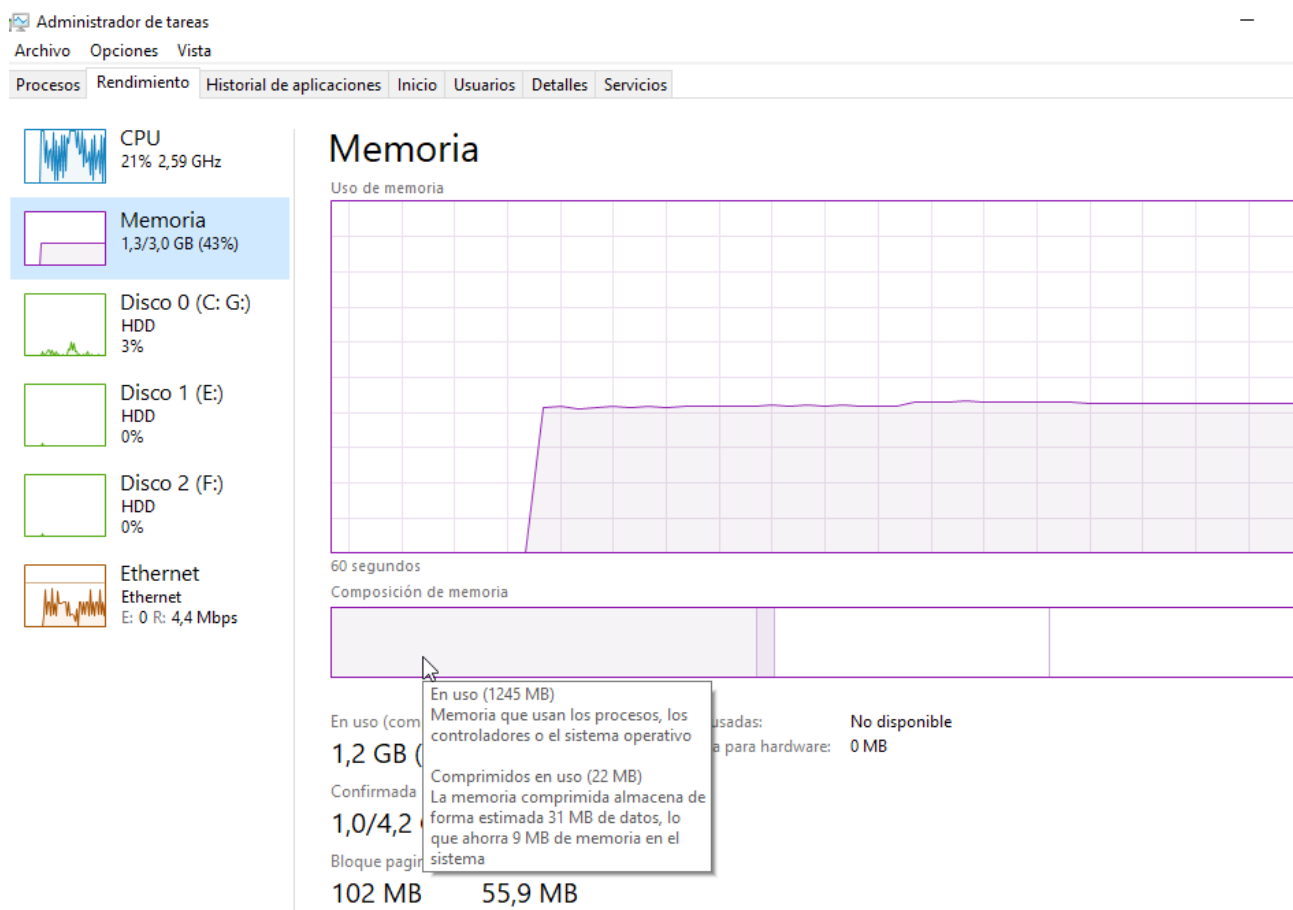 Administrador de tareas
Archivo Opciones Vista
Procesos Rendimiento Historial de aplicaciones Inicio Usuarios Detalles Servicios
CPU
21% 2,59 GHz
Memoria
1,3/3,0 GB (43%)
Disco 0 (C: G:)
HDD
3%
Disco 1 (E:)
HDD
0%
Disco 2 (F:)
HDD
0%
Ethernet
Ethernet
E: 0 R: 4,4 Mbps
Memoria
Uso de memoria
60 segundos
Composición de memoria
En uso (1245 MB)
Memoria que usan los procesos, los
controladores o el sistema operativo
Comprimidos en uso (22 MB)
La memoria comprimida almacena de
forma estimada 31 MB de datos, lo
que ahorra 9 MB de memoria en el
sistema
En uso (com
usadas: No disponible
1,2 GB (
a para hardware: 0 MB
Confirmada
1,0/4,2
Bloque pagin
102 MB 55,9 MB